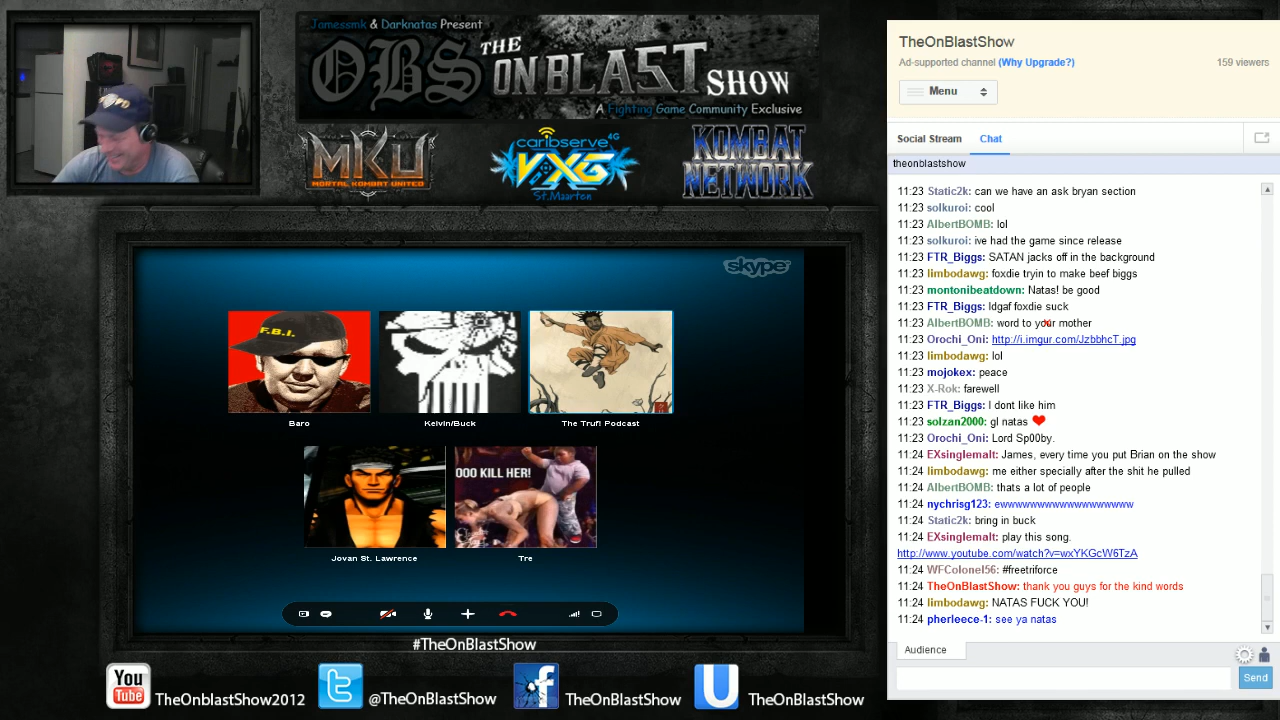 Jamessmk & Darknatas Present
OBS THE ON BLAST SHOW
A Fighting Game Community Exclusive
MKU
MORTAL KOMBAT UNITED
caribserve 4G
VXG
St.Maarten
KOMBAT
NETWORK
skype
F.B.I.
Baro
Kelvin/Buck
The Truf! Podcast
OOO KILL HER!
Jovan St. Lawrence
Tre
#TheOnBlastShow
You
Tube
TheOnblastShow2012
@TheOnBlastShow
TheOnBlastShow
TheOnBlastShow
TheOnBlastShow
Ad-supported channel (Why Upgrade?)
159 viewers
Menu
Social Stream
Chat
theonblastshow
11:23 Static2k: can we have an ask bryan section
11:23 solkuroi: cool
11:23 AlbertBOMB: lol
11:23 solkuroi: ive had the game since release
11:23 FTR_Biggs: SATAN jacks off in the background
11:23 limbodawg: foxdie tryin to make beef biggs
11:23 montonibeatdown: Natas! be good
11:23 FTR_Biggs: Idgaf foxdie suck
11:23 AlbertBOMB: word to your mother
11:23 Orochi_Oni: http://i.imgur.com/JzbbhcT.jpg
11:23 limbodawg: lol
11:23 mojokex: peace
11:23 X-Rok: farewell
11:23 FTR_Biggs: I dont like him
11:23 solzan2000: gl natas
11:23 Orochi_Oni: Lord Sp00by.
11:24 EXsinglemalt: James, every time you put Brian on the show
11:24 limbodawg: me either specially after the shit he pulled
11:24 AlbertBOMB: thats a lot of people
11:24 nychrisg123: ewwwwwwwwwwwwwwwwwww
11:24 Static2k: bring in buck
11:24 EXsinglemalt: play this song.
http://www.youtube.com/watch?v=wxYKGcW6TzA
11:24 WFColonel56: #freetriforce
11:24 TheOnBlastShow: thank you guys for the kind words
11:24 limbodawg: NATAS FUCK YOU!
11:24 pherleece-1: see ya natas
Audience
Send